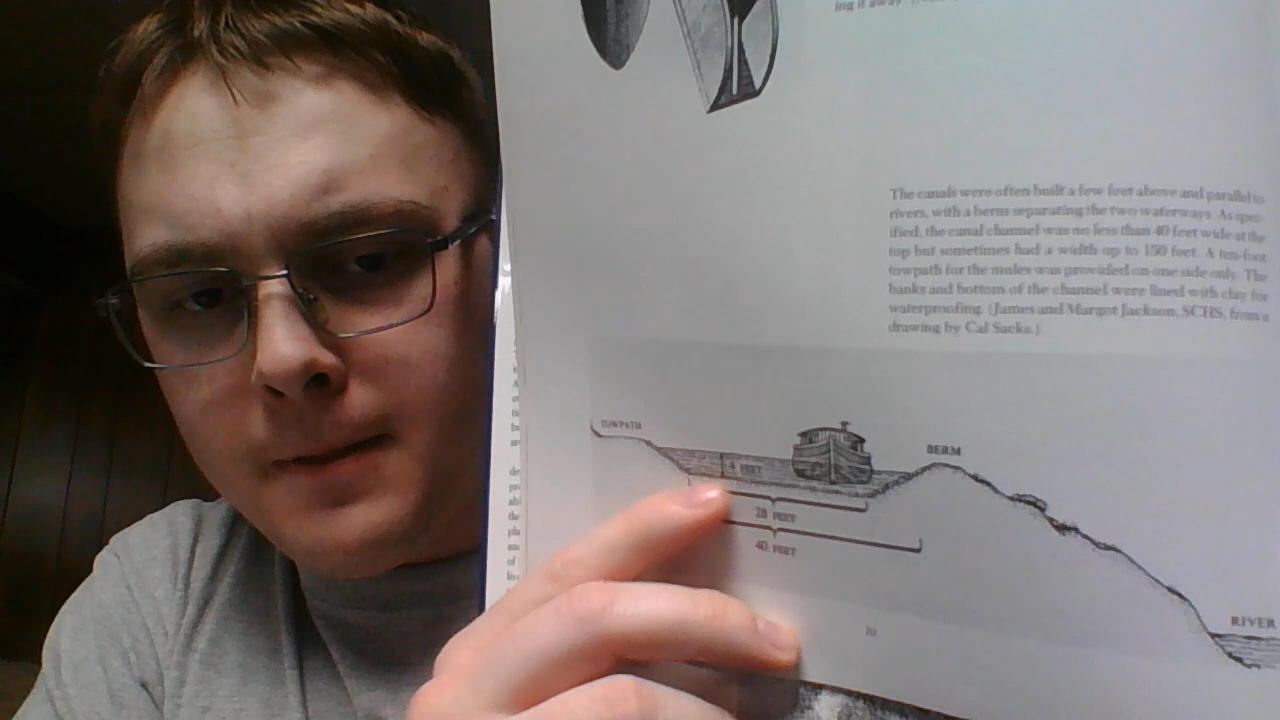 ing it away
The canals were often built a few feet above and parallel to
rivers, with a berm separating the two waterways. As spec-
ified, the canal channel was no less than 40 feet wide at the
top but sometimes had a width up to 150 feet. A ten-foot
towpath for the mules was provided on one side only. The
banks and bottom of the channel were lined with clay for
waterproofing. (James and Margot Jackson, SCHS, from a
drawing by Cal Sacks.)
TOWPATH
BERM
4 FEET
28 FEET
40 FEET
RIVER
10